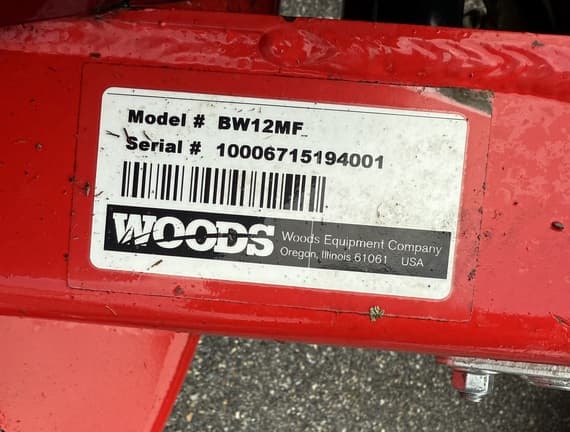 Model # BW12MF
Serial # 10006715194001
WOODS
Woods Equipment Company
Oregon, Illinois 61061 USA